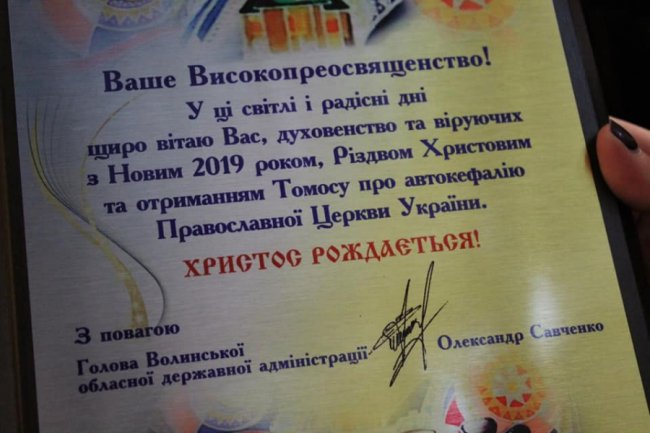 Ваше Високопреосвященство!
У ці світлі і радісні дні
щиро вітаю Вас, духовенство та віруючих
з Новим 2019 роком, Різдвом Христовим
та отриманням Томосу про автокефалію
Православної Церкви України.
ХРИСТОС РОЖДАЄТЬСЯ!
З повагою
Голова Волинської
обласної державної адміністрації
Олександр Савченко